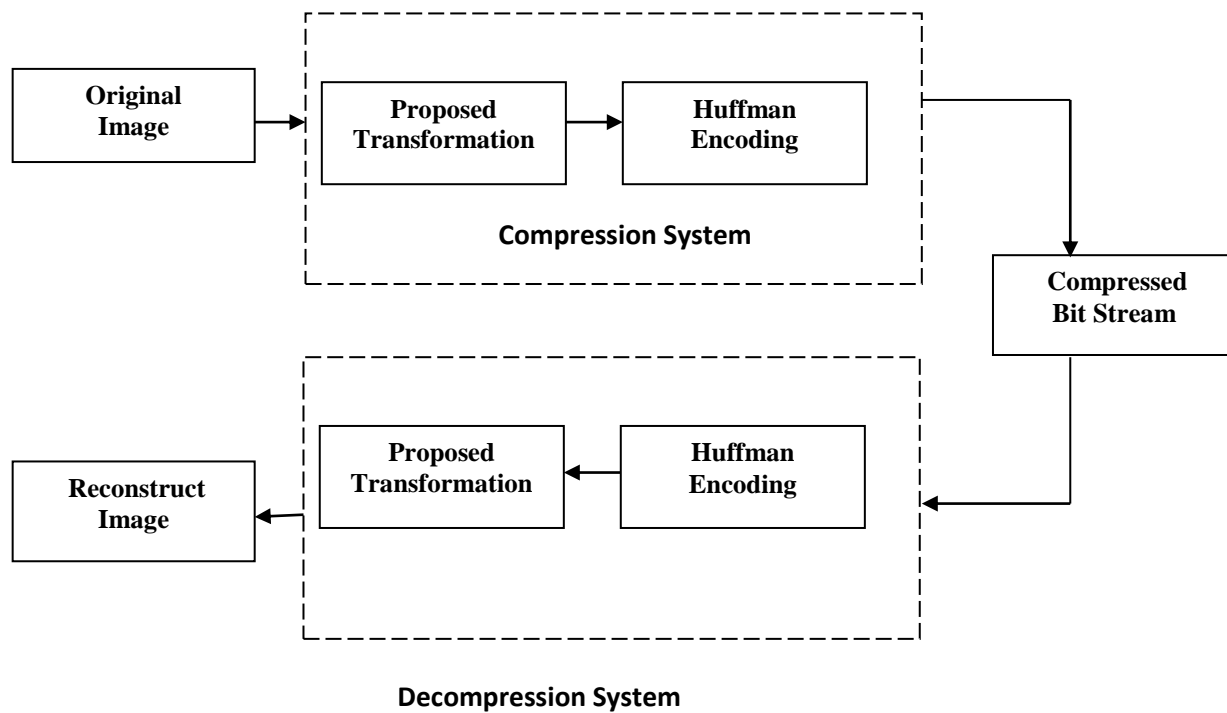 Original
Image
Proposed
Transformation
Huffman
Encoding
Compression System
Compressed
Bit Stream
Proposed
Transformation
Huffman
Encoding
Reconstruct
Image
Decompression System